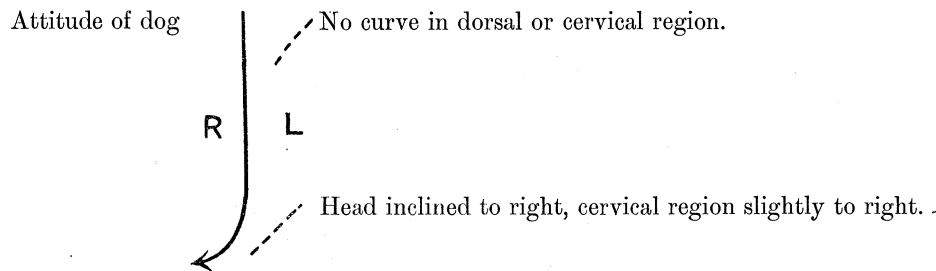 Attitude of dog
No curve in dorsal or cervical region.
R L
Head inclined to right, cervical region slightly to right.